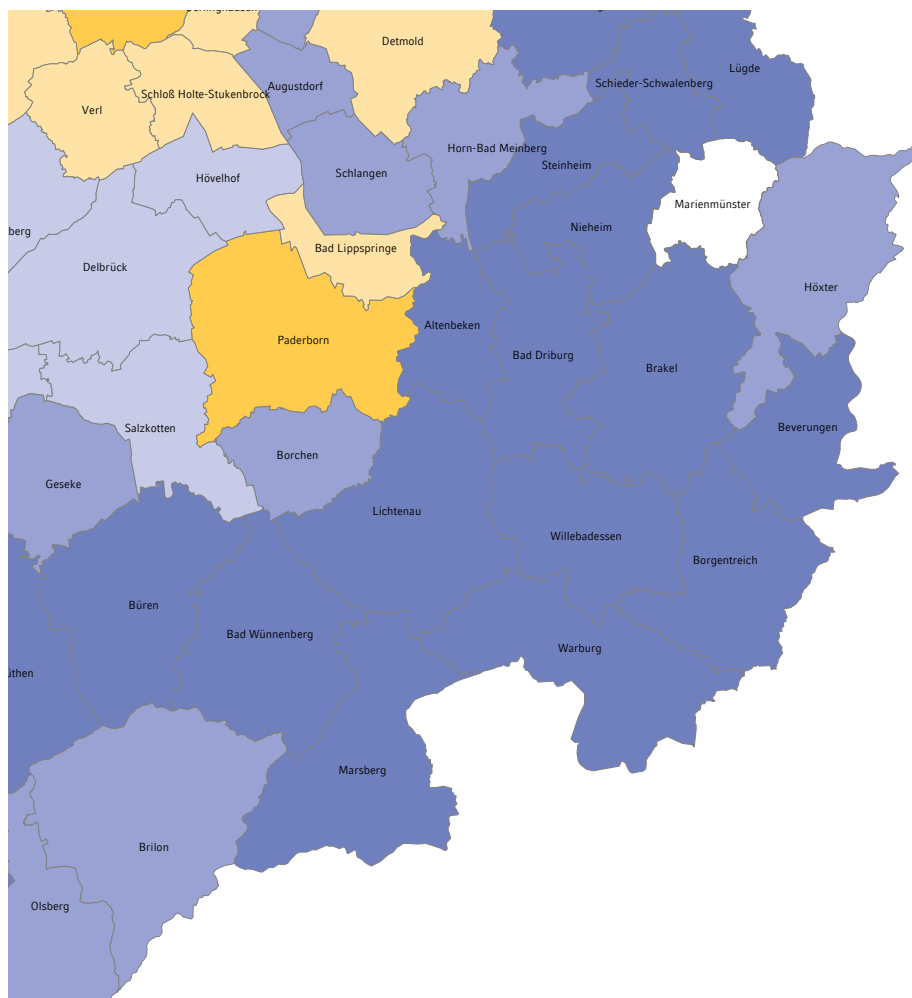 Detmold
Lügde
Schieder-Schwalenberg
Augustdorf
Schloß Holte-Stukenbrock
Verl
Horn-Bad Meinberg
Steinheim
Schlangen
Hövelhof
Marienmünster
Nieheim
berg
Bad Lippspringe
Delbrück
Höxter
Altenbeken
Paderborn
Bad Driburg
Brakel
Salzkotten
Beverungen
Borchen
Geseke
Lichtenau
Willebadessen
Borgentreich
Büren
Bad Wünnenberg
Warburg
üthen
Marsberg
Brilon
Olsberg